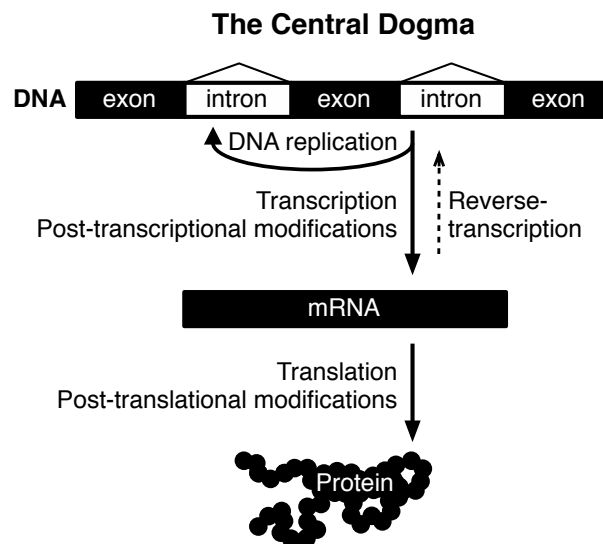 The Central Dogma
DNA exon intron exon intron exon
DNA replication
Transcription
Post-transcriptional modifications
Reverse-
transcription
mRNA
Translation
Post-translational modifications
Protein